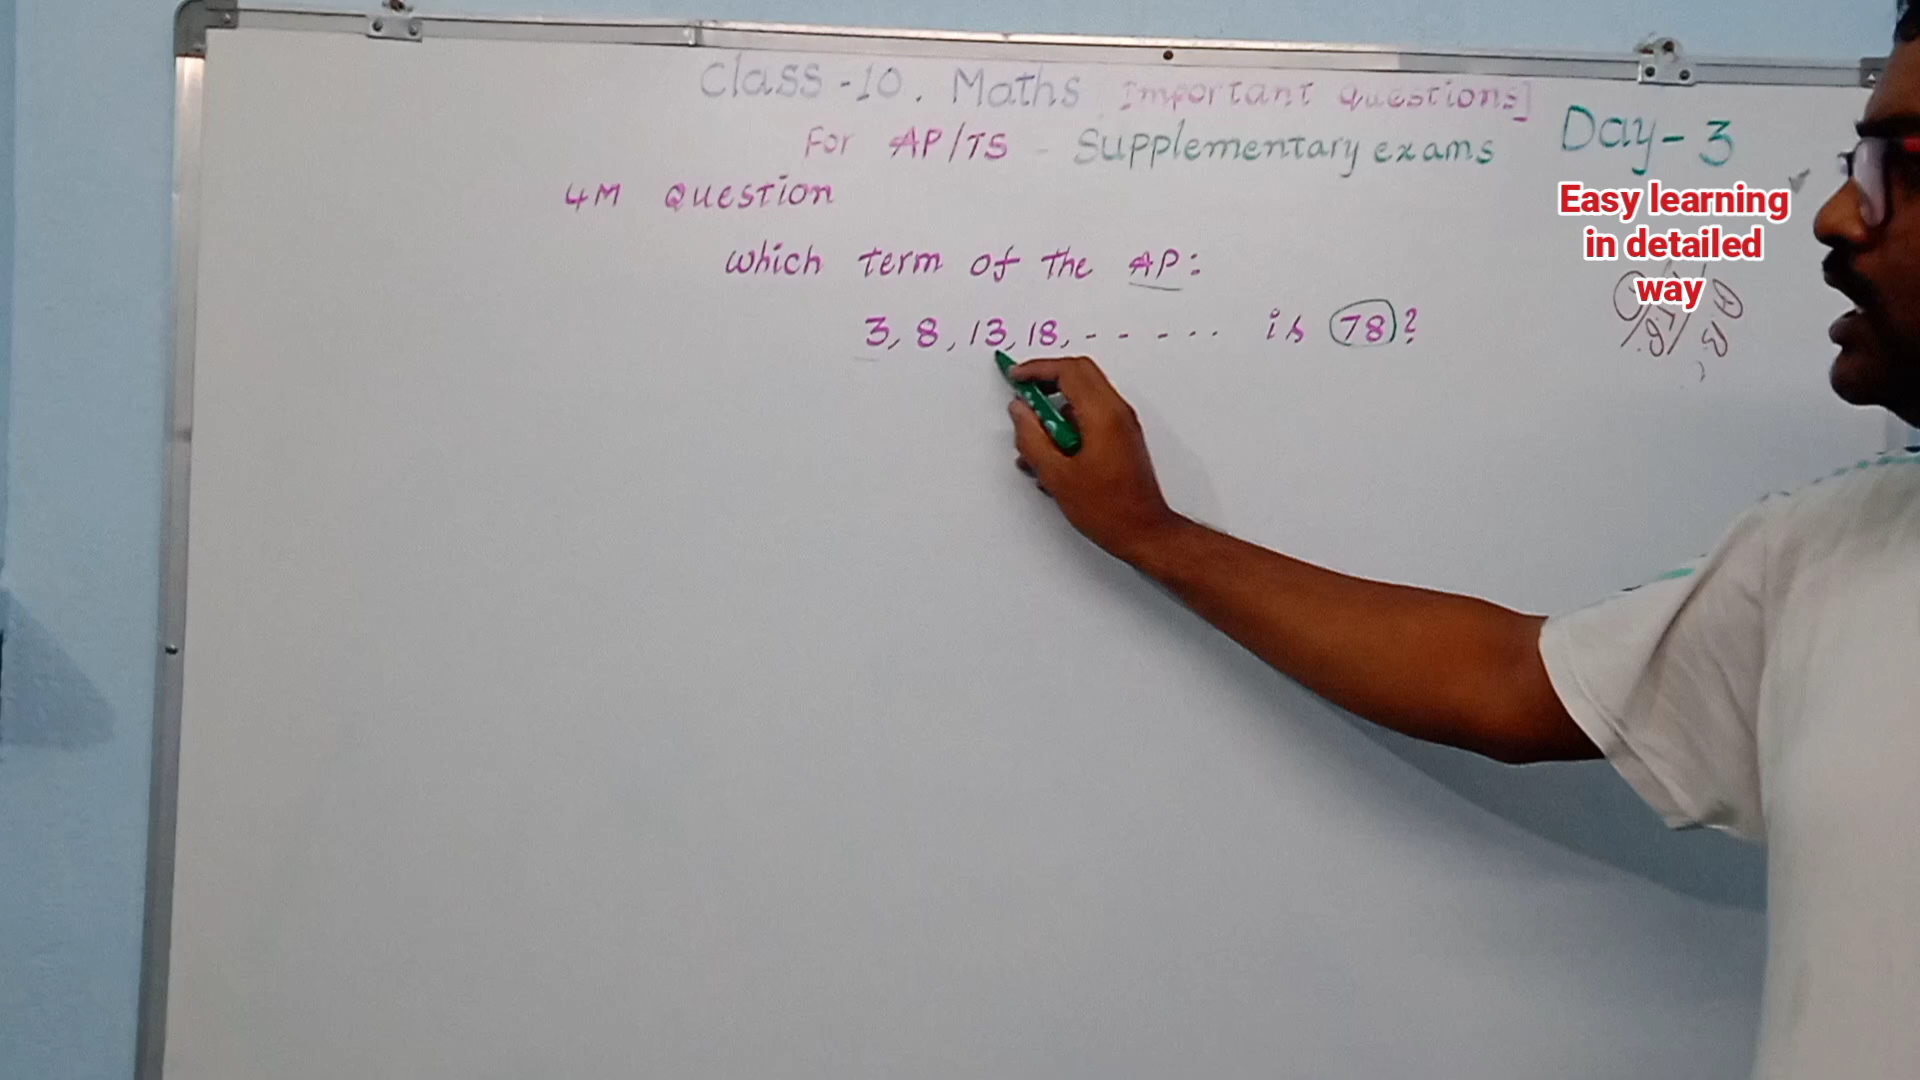 Class-10. Maths Important Questions]
For AP/TS - Supplementary exams
Day-3
4M Question
Easy learning
in detailed
way
which term of the AP:
3, 8, 13, 18, - - - - .. is 78?